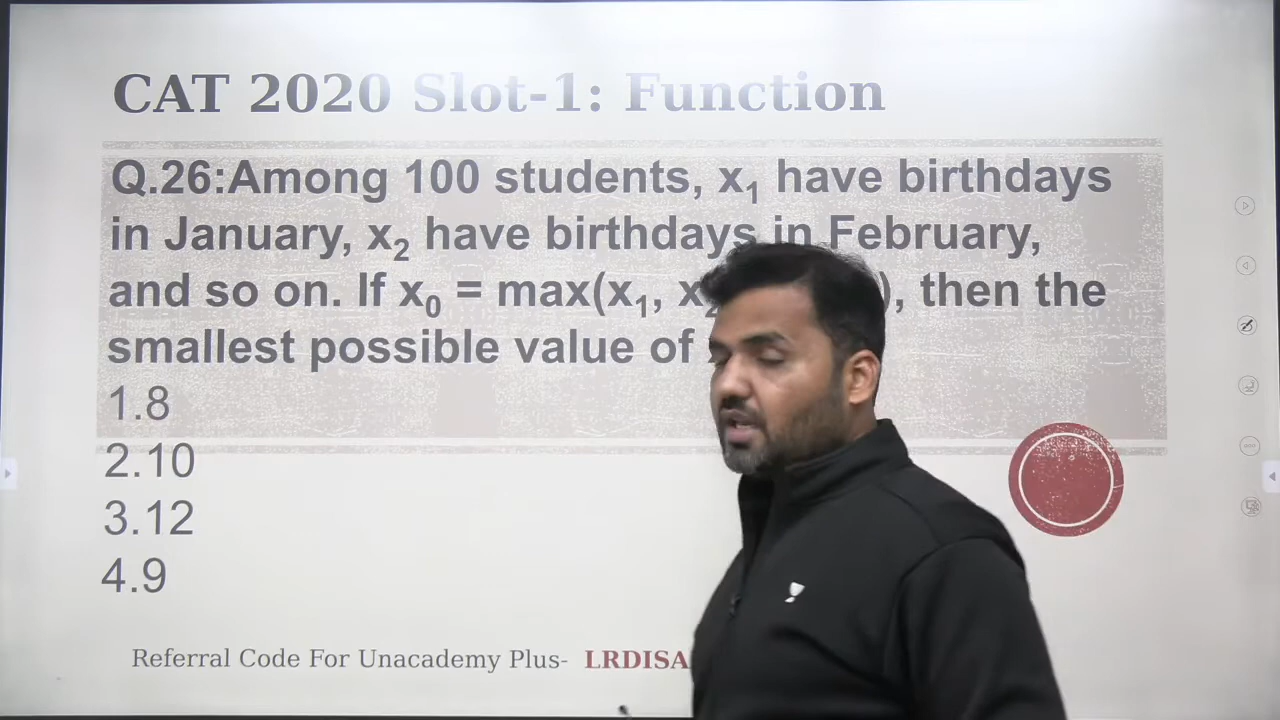 CAT 2020 Slot-1: Function
Q.26:Among 100 students, x₁ have birthdays
in January, x₂ have birthdays in February,
and so on. If x₀ = max(x₁, x₂ ), then the
smallest possible value of
1.8
2.10
3.12
4.9
Referral Code For Unacademy Plus-